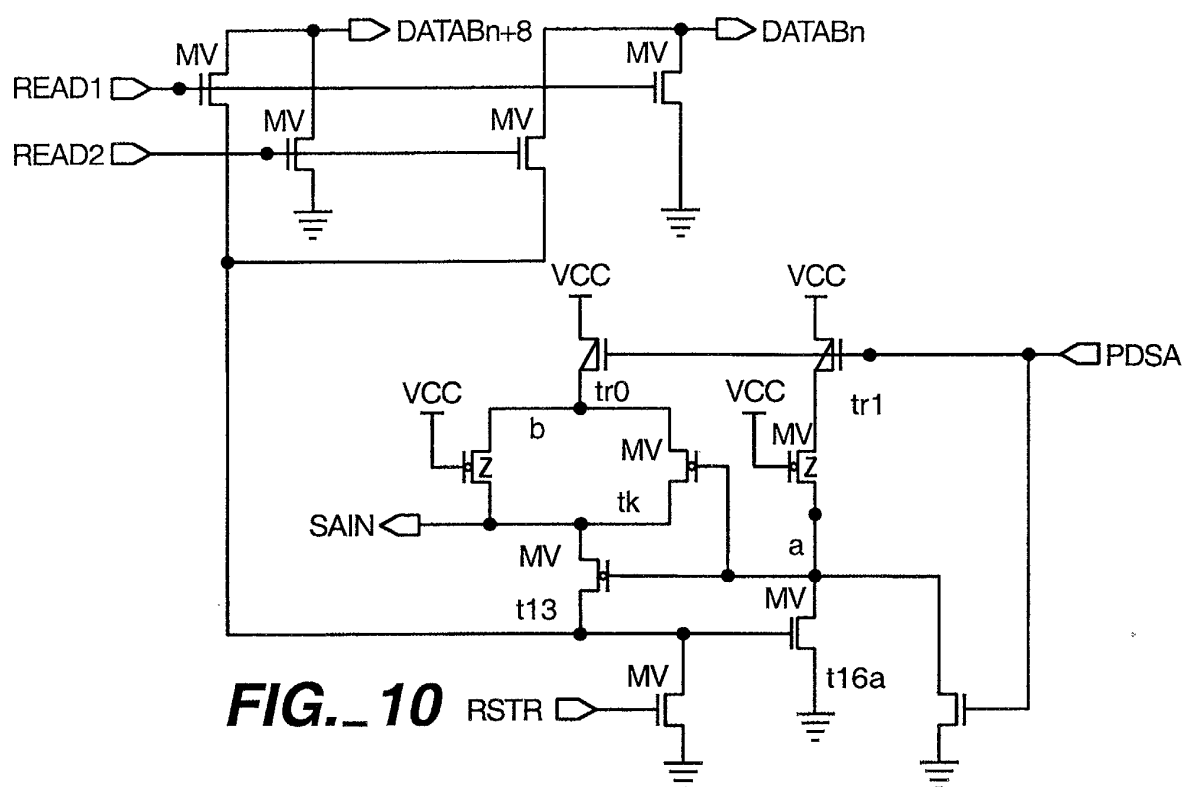 DATABn+8
DATABn
MV
MV
READ1
MV
MV
READ2
VCC
VCC
PDSA
tr0
tr1
VCC
VCC
b
MV
MV
Z
Z
tk
SAIN
a
MV
MV
t13
t16a
MV
FIG._10
RSTR